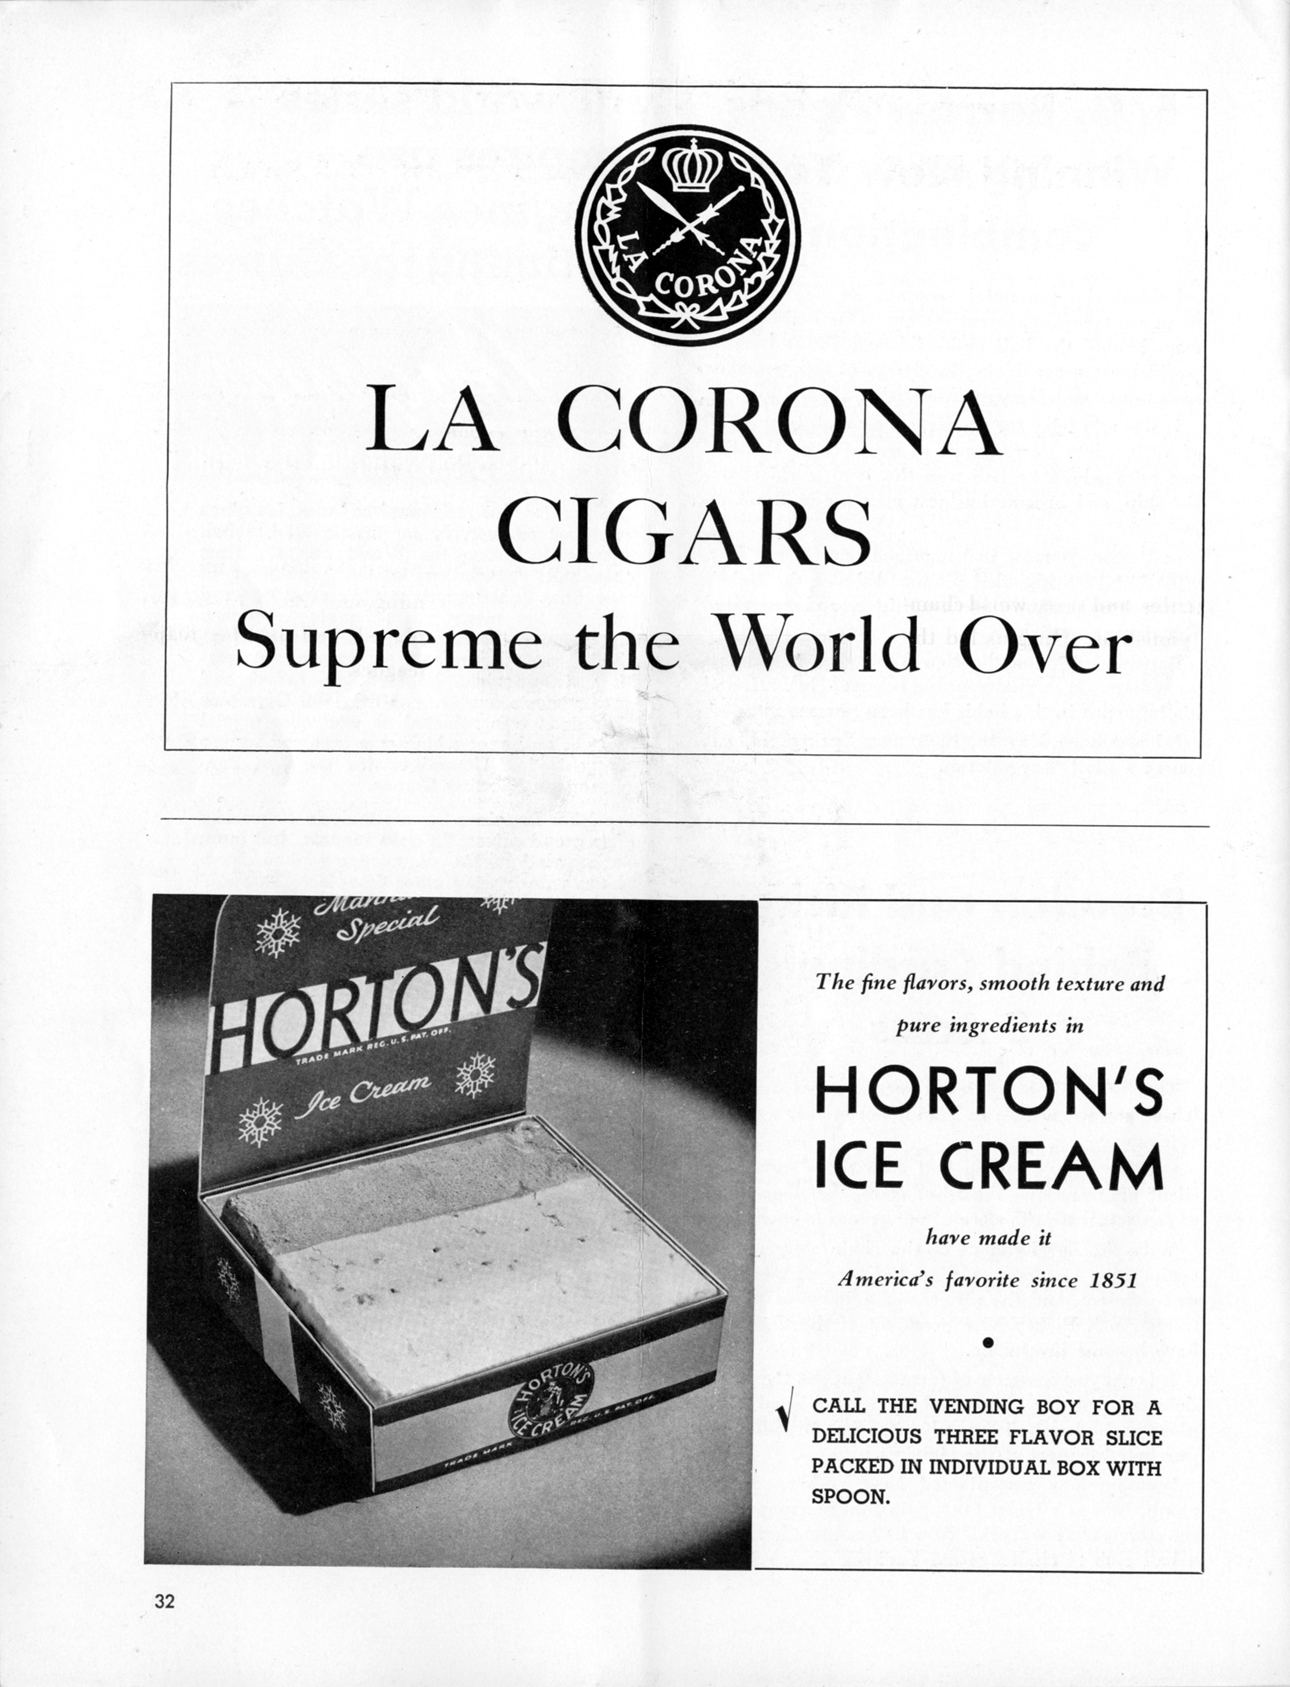 LA CORONA
LA CORONA
CIGARS
Supreme the World Over
Special
HORTON'S
TRADE MARK REG. U.S. PAT. OFF.
Ice Cream
HORTON'S
ICE CREAM
TRADE MARK REG. U.S. PAT. OFF.
The fine flavors, smooth texture and
pure ingredients in
HORTON'S
ICE CREAM
have made it
America's favorite since 1851
CALL THE VENDING BOY FOR A
DELICIOUS THREE FLAVOR SLICE
PACKED IN INDIVIDUAL BOX WITH
SPOON.
32